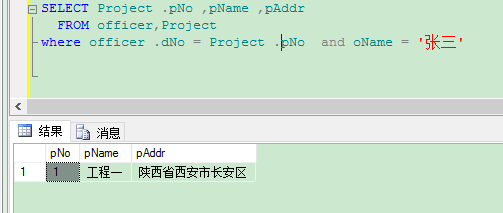 SELECT Project .pNo ,pName ,pAddr
FROM officer,Project
where officer .dNo = Project .pNo and oName = '张三'
结果 消息
pNo pName pAddr
1 1 工程一 陕西省西安市长安区